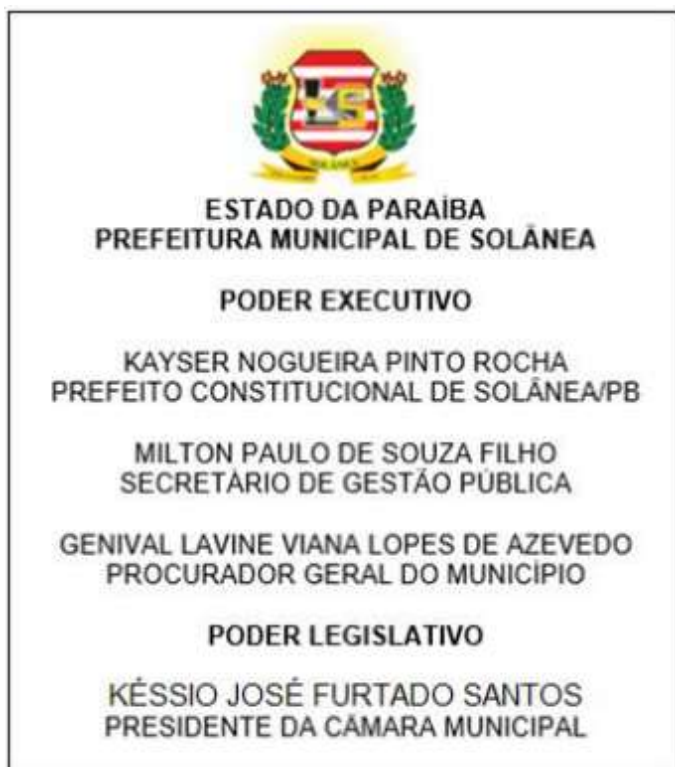 SOLÂNEA
ESTADO DA PARAÍBA
PREFEITURA MUNICIPAL DE SOLÂNEA
PODER EXECUTIVO
KAYSER NOGUEIRA PINTO ROCHA
PREFEITO CONSTITUCIONAL DE SOLÂNEA/PB
MILTON PAULO DE SOUZA FILHO
SECRETÁRIO DE GESTÃO PÚBLICA
GENIVAL LAVINE VIANA LOPES DE AZEVEDO
PROCURADOR GERAL DO MUNICÍPIO
PODER LEGISLATIVO
KÉSSIO JOSÉ FURTADO SANTOS
PRESIDENTE DA CÂMARA MUNICIPAL